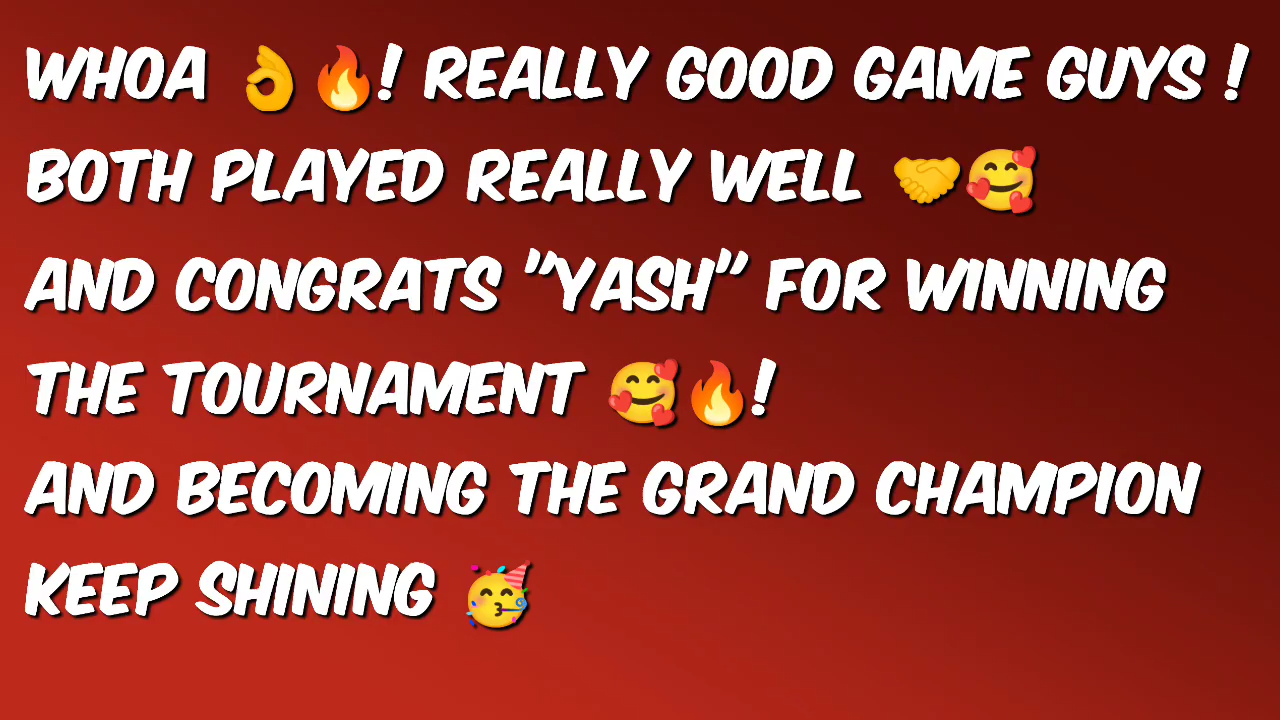 WHOA 👌🔥! REALLY GOOD GAME GUYS !
BOTH PLAYED REALLY WELL 🤝🥰
AND CONGRATS "YASH" FOR WINNING
THE TOURNAMENT 🥰🔥!
AND BECOMING THE GRAND CHAMPION
KEEP SHINING 🥳